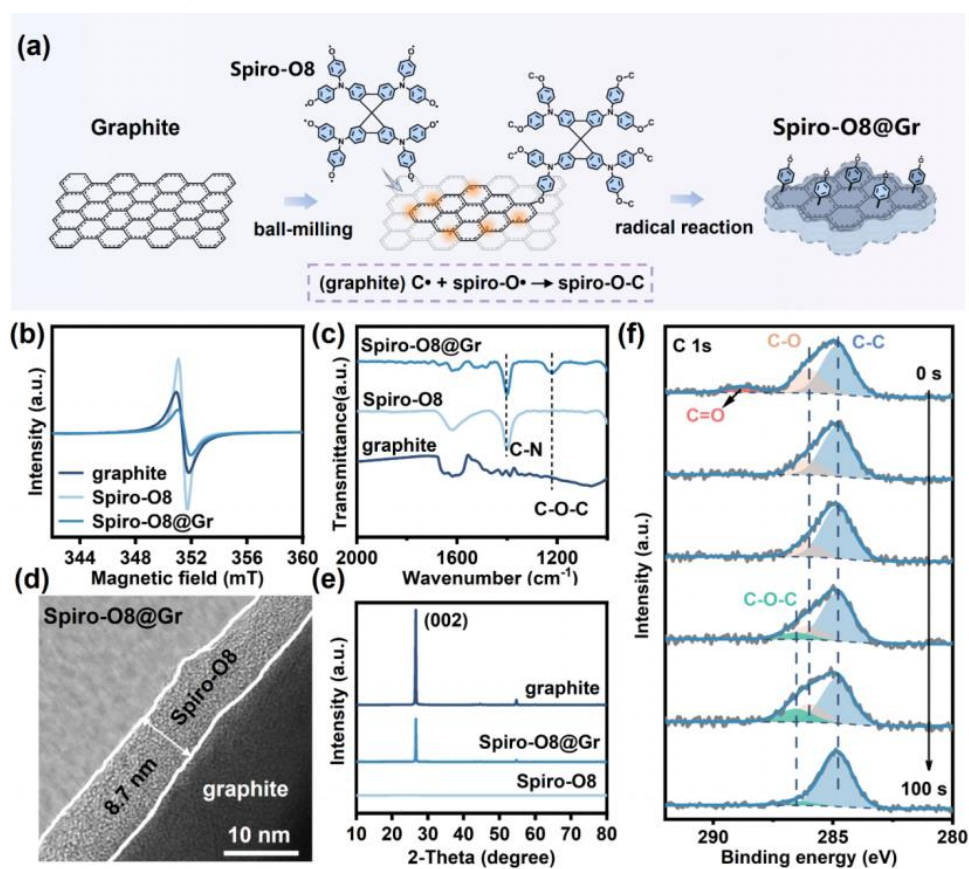 (a)
Spiro-O8
Graphite
Spiro-O8@Gr
ball-milling
radical reaction
(graphite) C• + spiro-O• → spiro-O-C
(b)
Intensity (a.u.)
graphite
Spiro-O8
Spiro-O8@Gr
344 348 352 356 360
Magnetic field (mT)
(c)
Transmittance(a.u.)
Spiro-O8@Gr
Spiro-O8
graphite
C-N
C-O-C
2000 1600 1200
Wavenumber (cm⁻¹)
(d)
Spiro-O8@Gr
Spiro-O8
8.7 nm
graphite
10 nm
(e)
Intensity (a.u.)
(002)
graphite
Spiro-O8@Gr
Spiro-O8
10 20 30 40 50 60 70 80
2-Theta (degree)
(f)
Intensity (a.u.)
C 1s
C-O
C-C
0 s
C=O
C-O-C
100 s
290 285 280
Binding energy (eV)